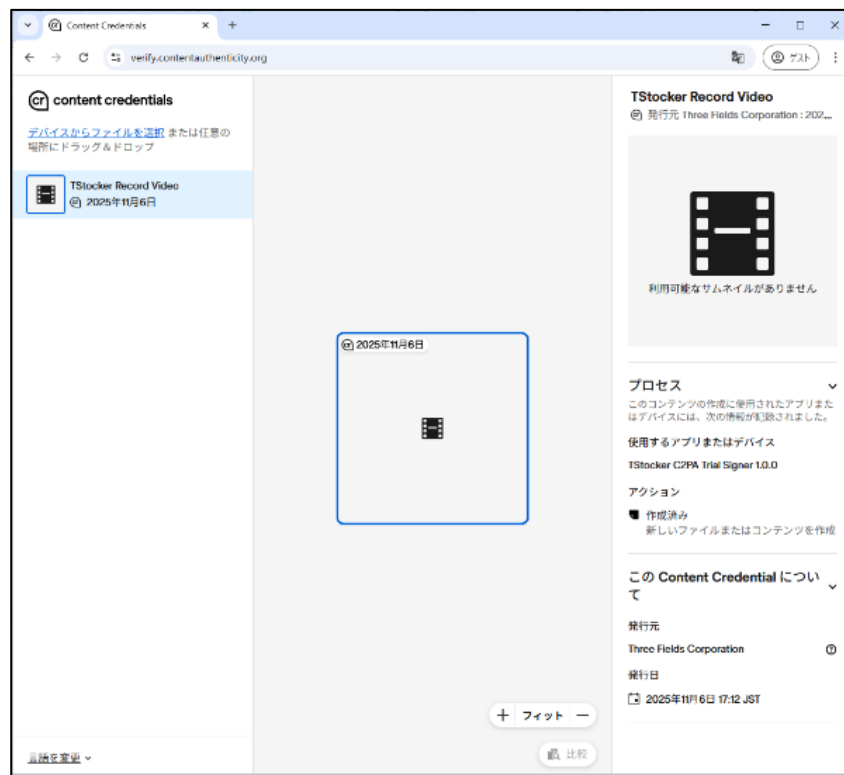 Content Credentials
verify.contentauthenticity.org
ゲスト
cr content credentials
デバイスからファイルを選択 または任意の
場所にドラッグ＆ドロップ
TStocker Record Video
cr 2025年11月6日
言語を変更
cr 2025年11月6日
フィット
比較
TStocker Record Video
cr 発行元 Three Fields Corporation : 202...
利用可能なサムネイルがありません
プロセス
このコンテンツの作成に使用されたアプリまた
はデバイスには、次の情報が記録されました。
使用するアプリまたはデバイス
TStocker C2PA Trial Signer 1.0.0
アクション
作成済み
新しいファイルまたはコンテンツを作成
この Content Credential につい
て
発行元
Three Fields Corporation
発行日
2025年11月6日 17:12 JST